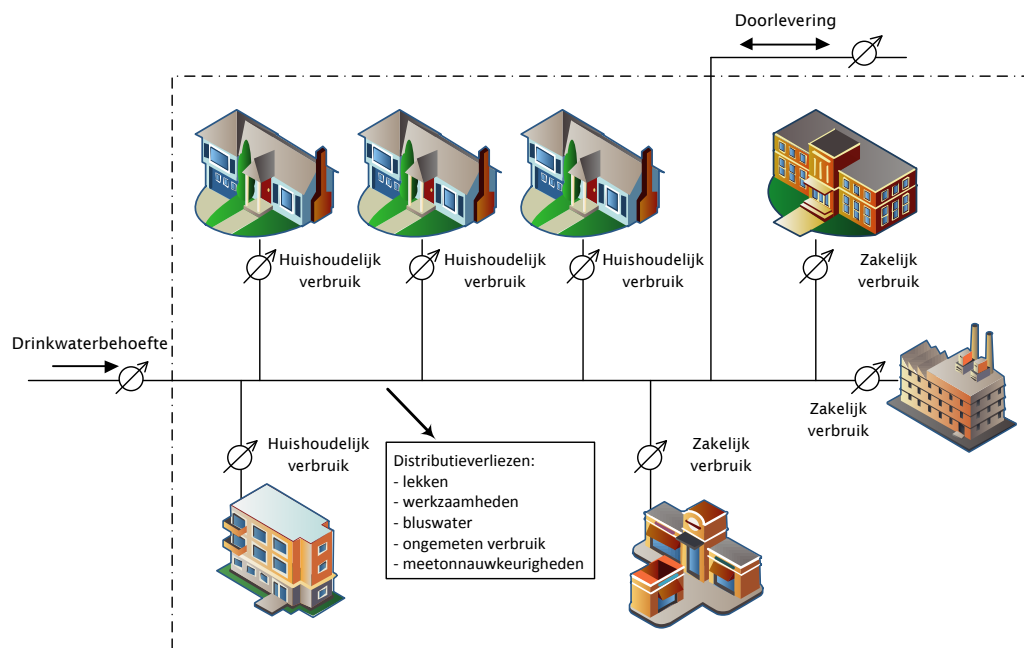 Doorlevering
Huishoudelijk
verbruik
Huishoudelijk
verbruik
Huishoudelijk
verbruik
Zakelijk
verbruik
Drinkwaterbehoefte
Zakelijk
verbruik
Huishoudelijk
verbruik
Distributieverliezen:
- lekken
- werkzaamheden
- bluswater
- ongemeten verbruik
- meetonnauwkeurigheden
Zakelijk
verbruik